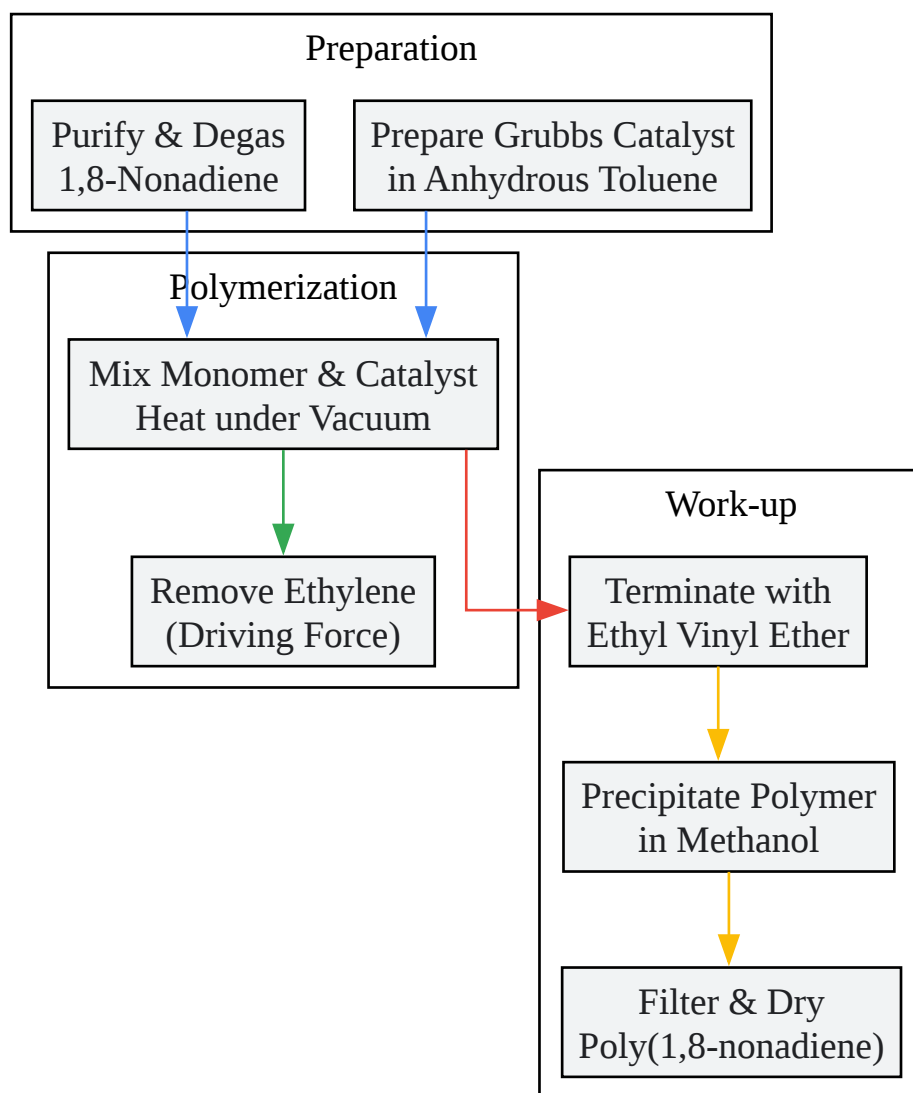 Preparation
Purify & Degas
1,8-Nonadiene
Prepare Grubbs Catalyst
in Anhydrous Toluene
Polymerization
Mix Monomer & Catalyst
Heat under Vacuum
Remove Ethylene
(Driving Force)
Work-up
Terminate with
Ethyl Vinyl Ether
Precipitate Polymer
in Methanol
Filter & Dry
Poly(1,8-nonadiene)